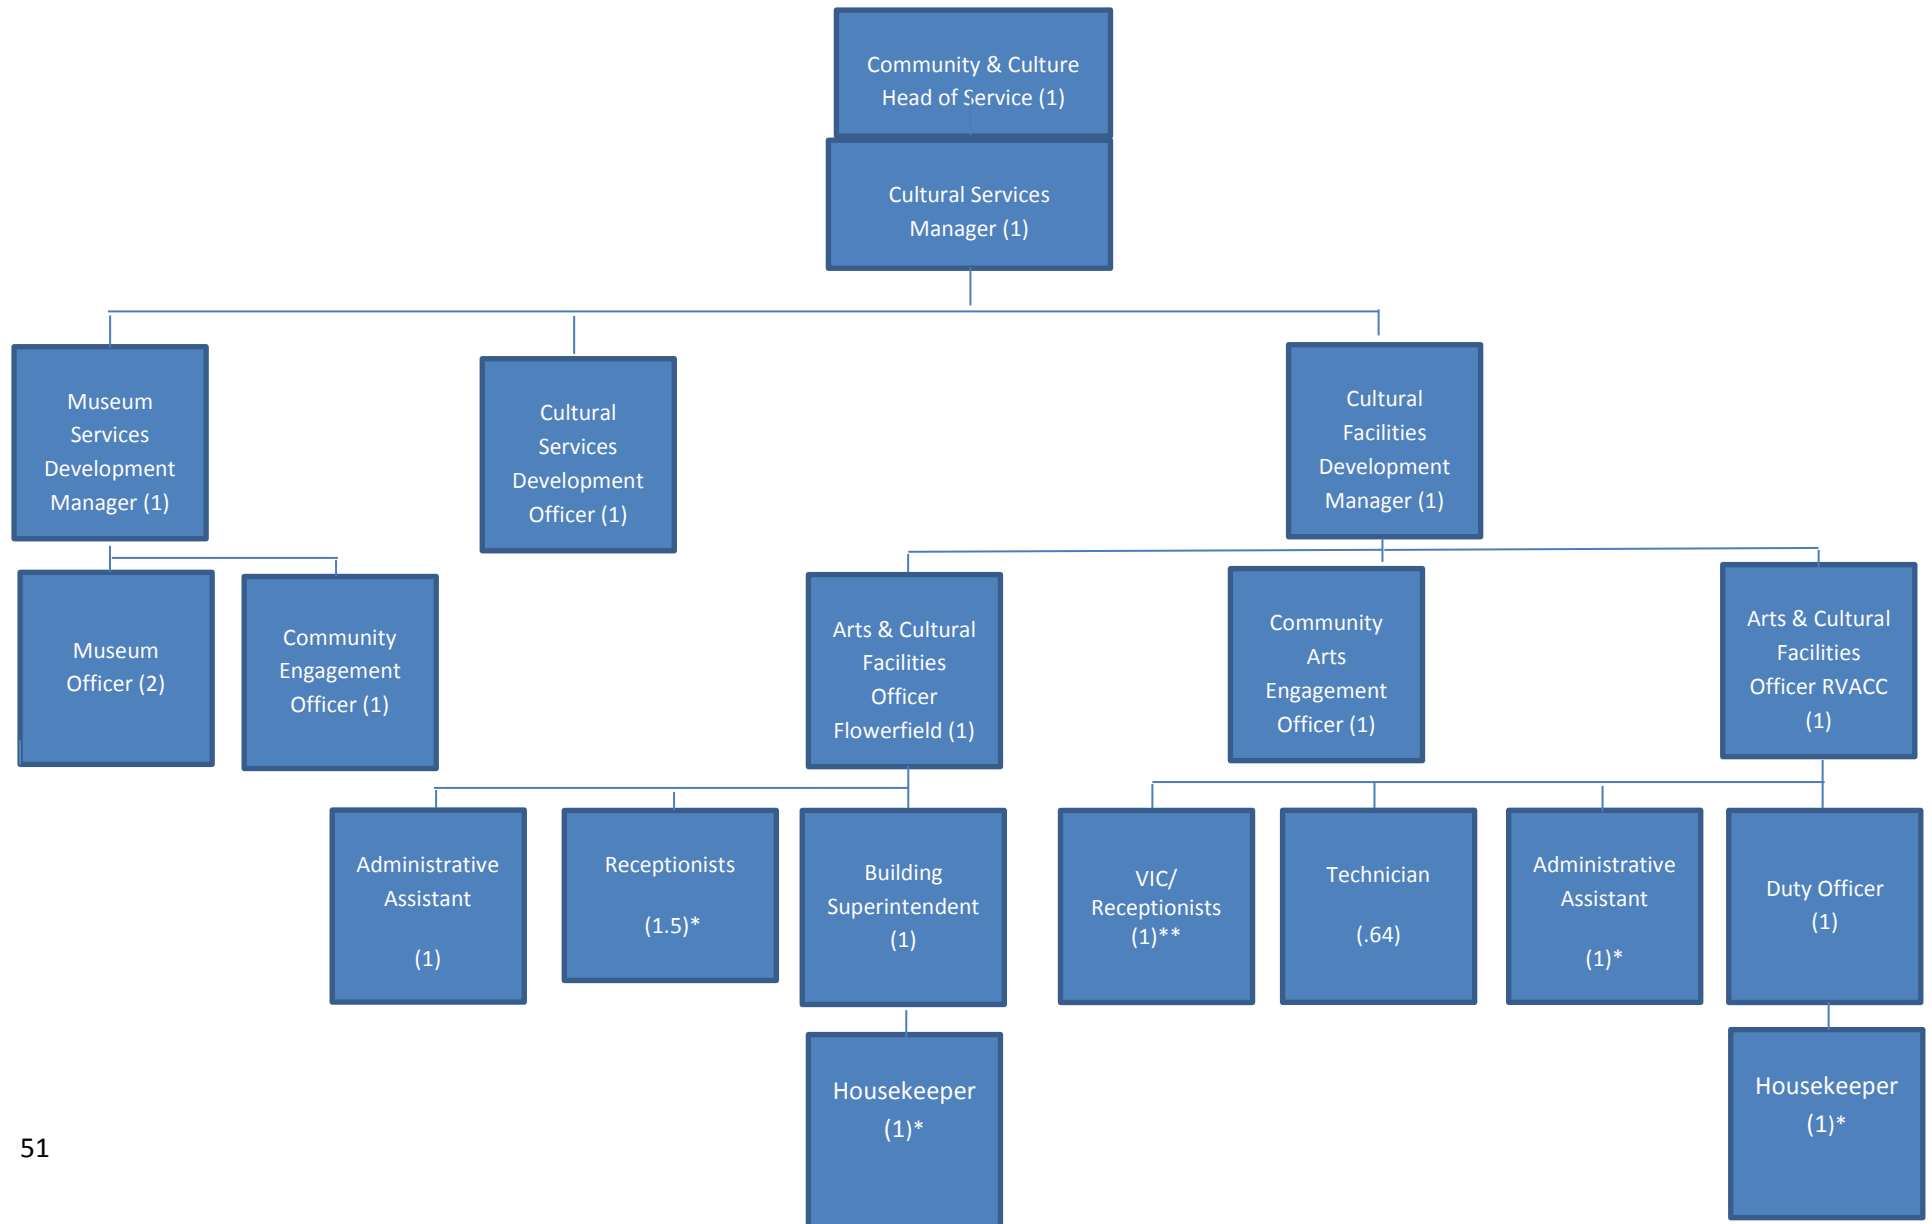 Community & Culture
Head of Service (1)
Cultural Services
Manager (1)
Museum
Services
Development
Manager (1)
Cultural
Services
Development
Officer (1)
Cultural
Facilities
Development
Manager (1)
Museum
Officer (2)
Community
Engagement
Officer (1)
Arts & Cultural
Facilities
Officer
Flowerfield (1)
Community
Arts
Engagement
Officer (1)
Arts & Cultural
Facilities
Officer RVACC
(1)
Administrative
Assistant
(1)
Receptionists
(1.5)*
Building
Superintendent
(1)
VIC/
Receptionists
(1)**
Technician
(.64)
Administrative
Assistant
(1)*
Duty Officer
(1)
Housekeeper
(1)*
Housekeeper
(1)*
51